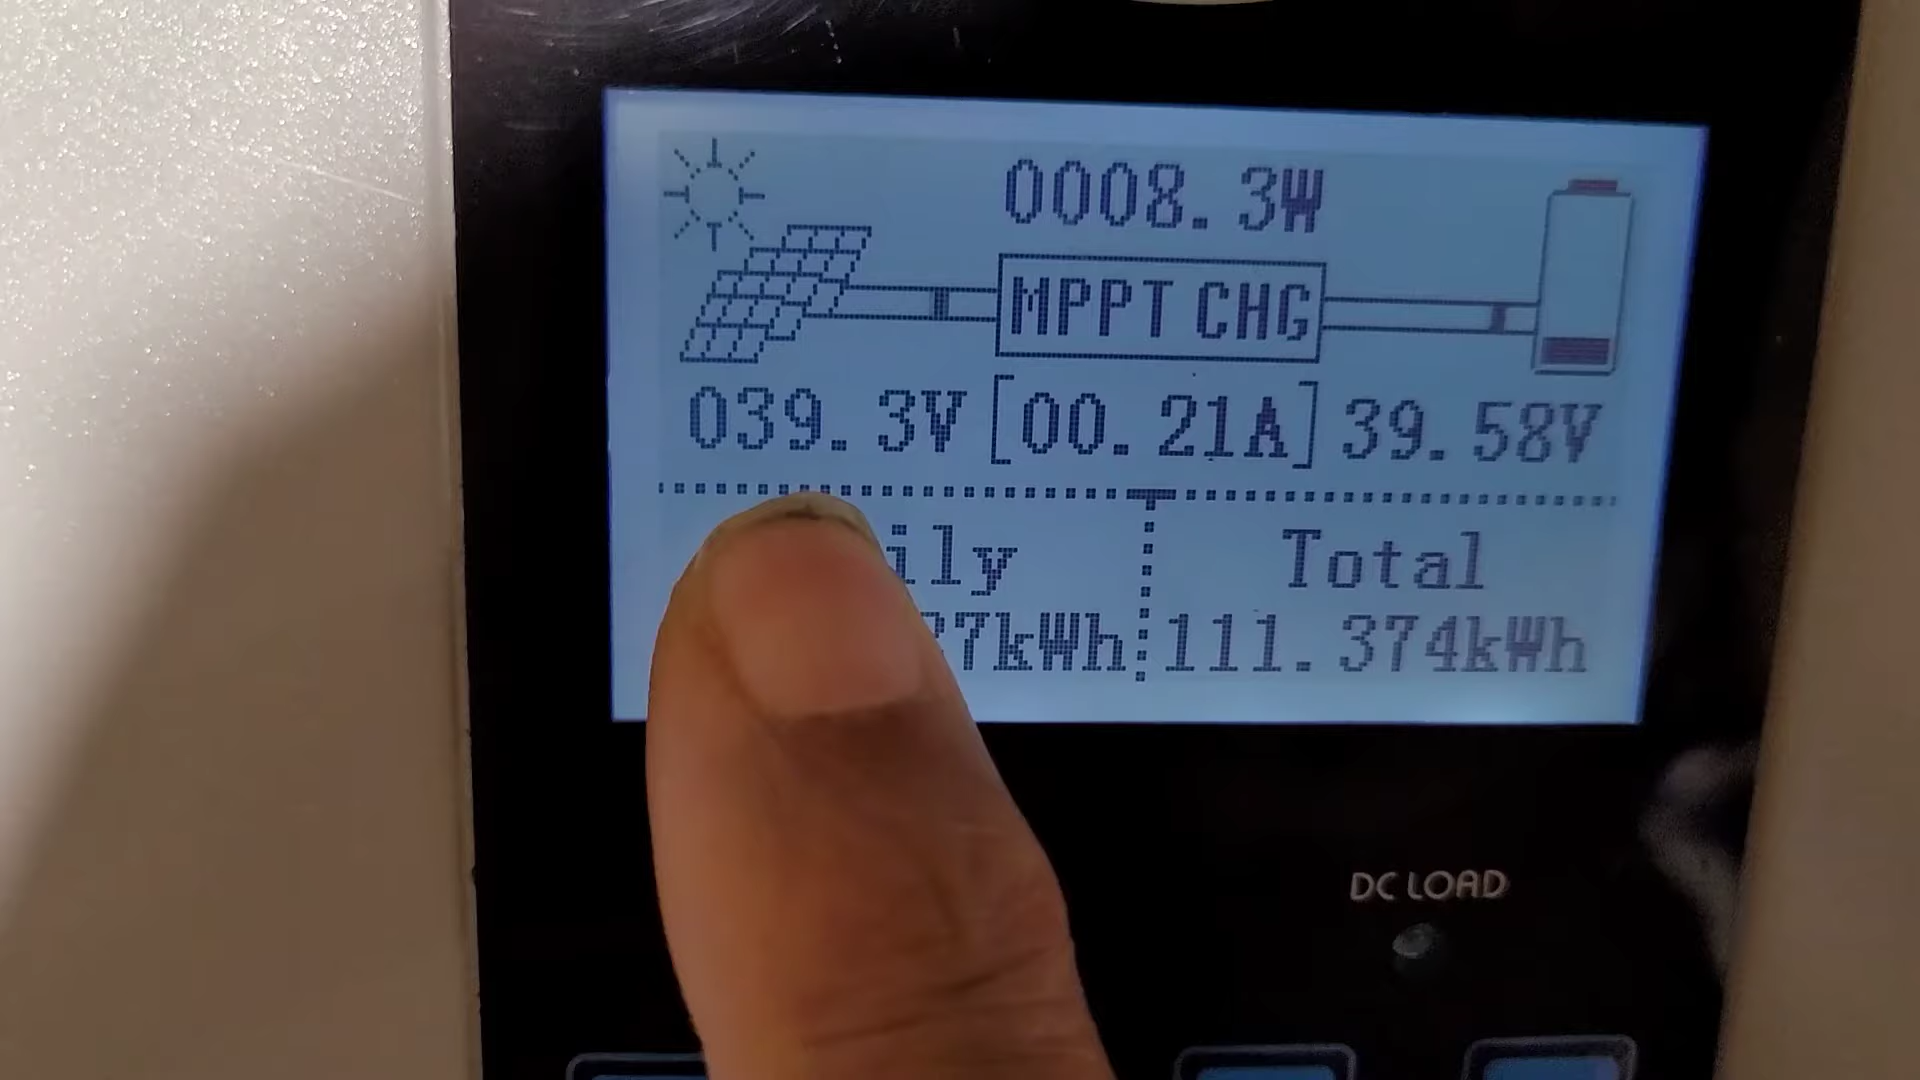 0008.3W
MPPT CHG
039.3V [00.21A] 39.58V
ily Total
7kWh 111.374kWh
DC LOAD